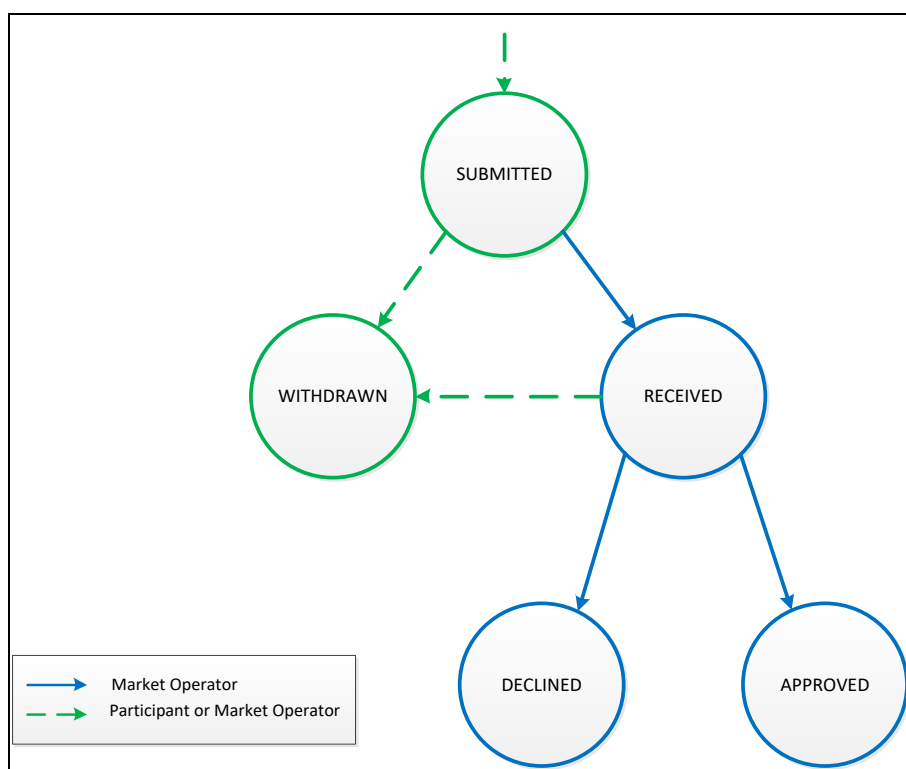 SUBMITTED
WITHDRAWN
RECEIVED
DECLINED
APPROVED
Market Operator
Participant or Market Operator